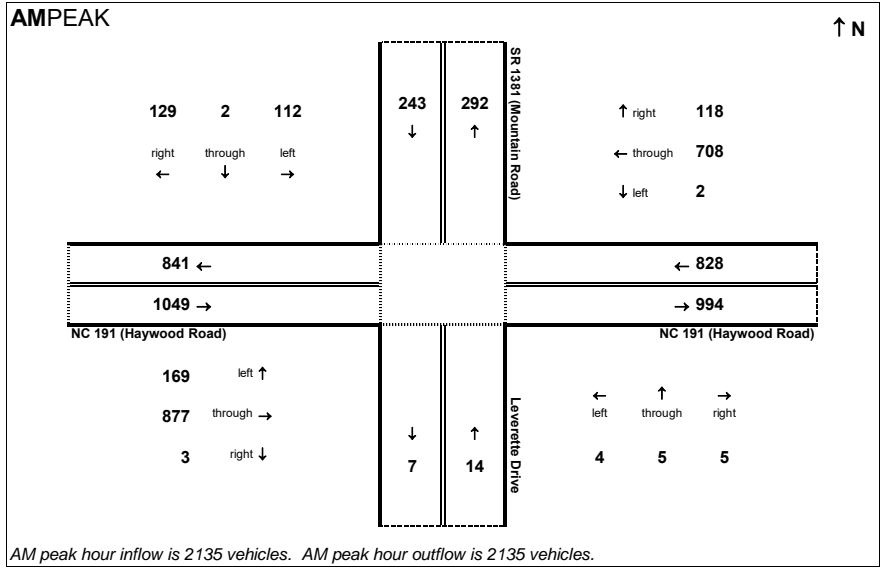 AMPEAK
↑ N
SR 1381 (Mountain Road)
129 2 112
right through left
← ↓ →
243 292
↓ ↑
↑ right 118
← through 708
↓ left 2
841 ←
← 828
1049 →
→ 994
NC 191 (Haywood Road)
NC 191 (Haywood Road)
169 left ↑
877 through →
3 right ↓
↓ ↑
7 14
Leverette Drive
← ↑ →
left through right
4 5 5
AM peak hour inflow is 2135 vehicles. AM peak hour outflow is 2135 vehicles.